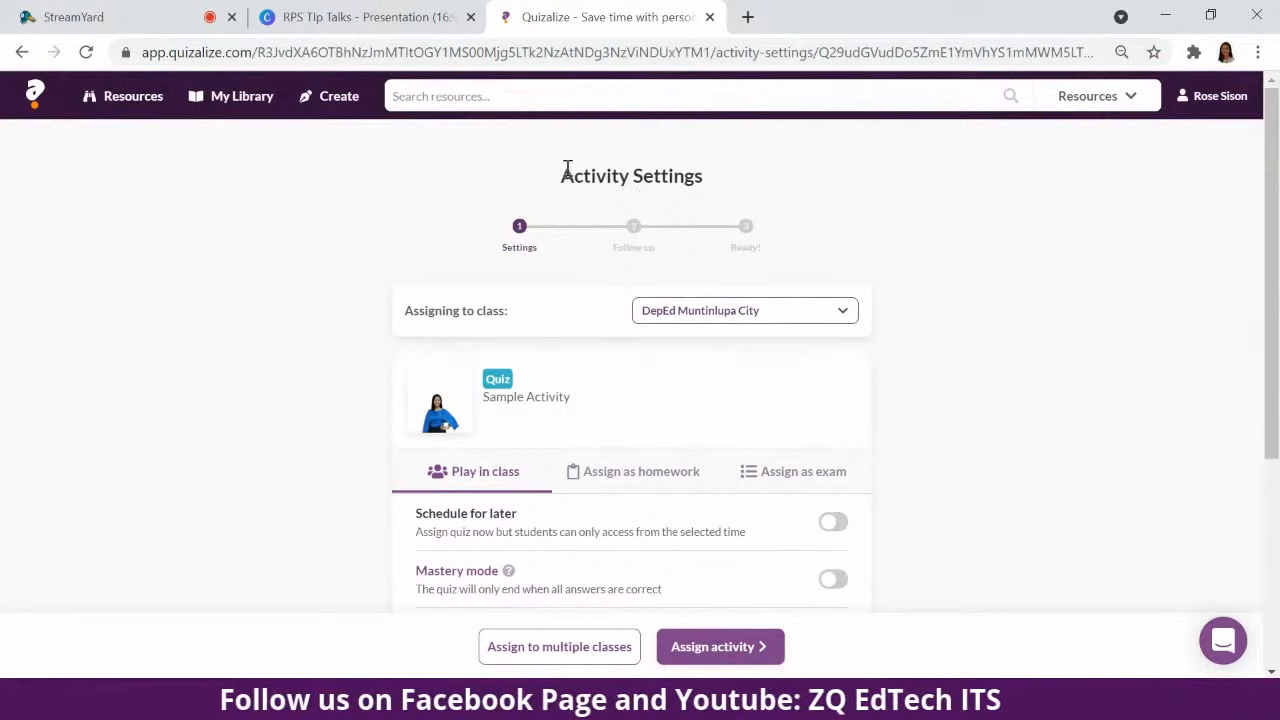 StreamYard
RPS TIp Talks - Presentation (16:
Quizalize - Save time with perso
app.quizalize.com/R3JvdXA6OTBhNzJmMTItOGY1MS00Mjg5LTk2NzAtNDg3NzViNDUxYTM1/activity-settings/Q29udGVudDo5ZmE1YmVhYS1mMWM5LT...
Resources
My Library
Create
Search resources...
Resources
Rose Sison
Activity Settings
1
2
3
Settings
Follow up
Ready!
Assigning to class:
DepEd Muntinlupa City
Quiz
Sample Activity
Play in class
Assign as homework
Assign as exam
Schedule for later
Assign quiz now but students can only access from the selected time
Mastery mode ?
The quiz will only end when all answers are correct
Assign to multiple classes
Assign activity
Follow us on Facebook Page and Youtube: ZQ EdTech ITS